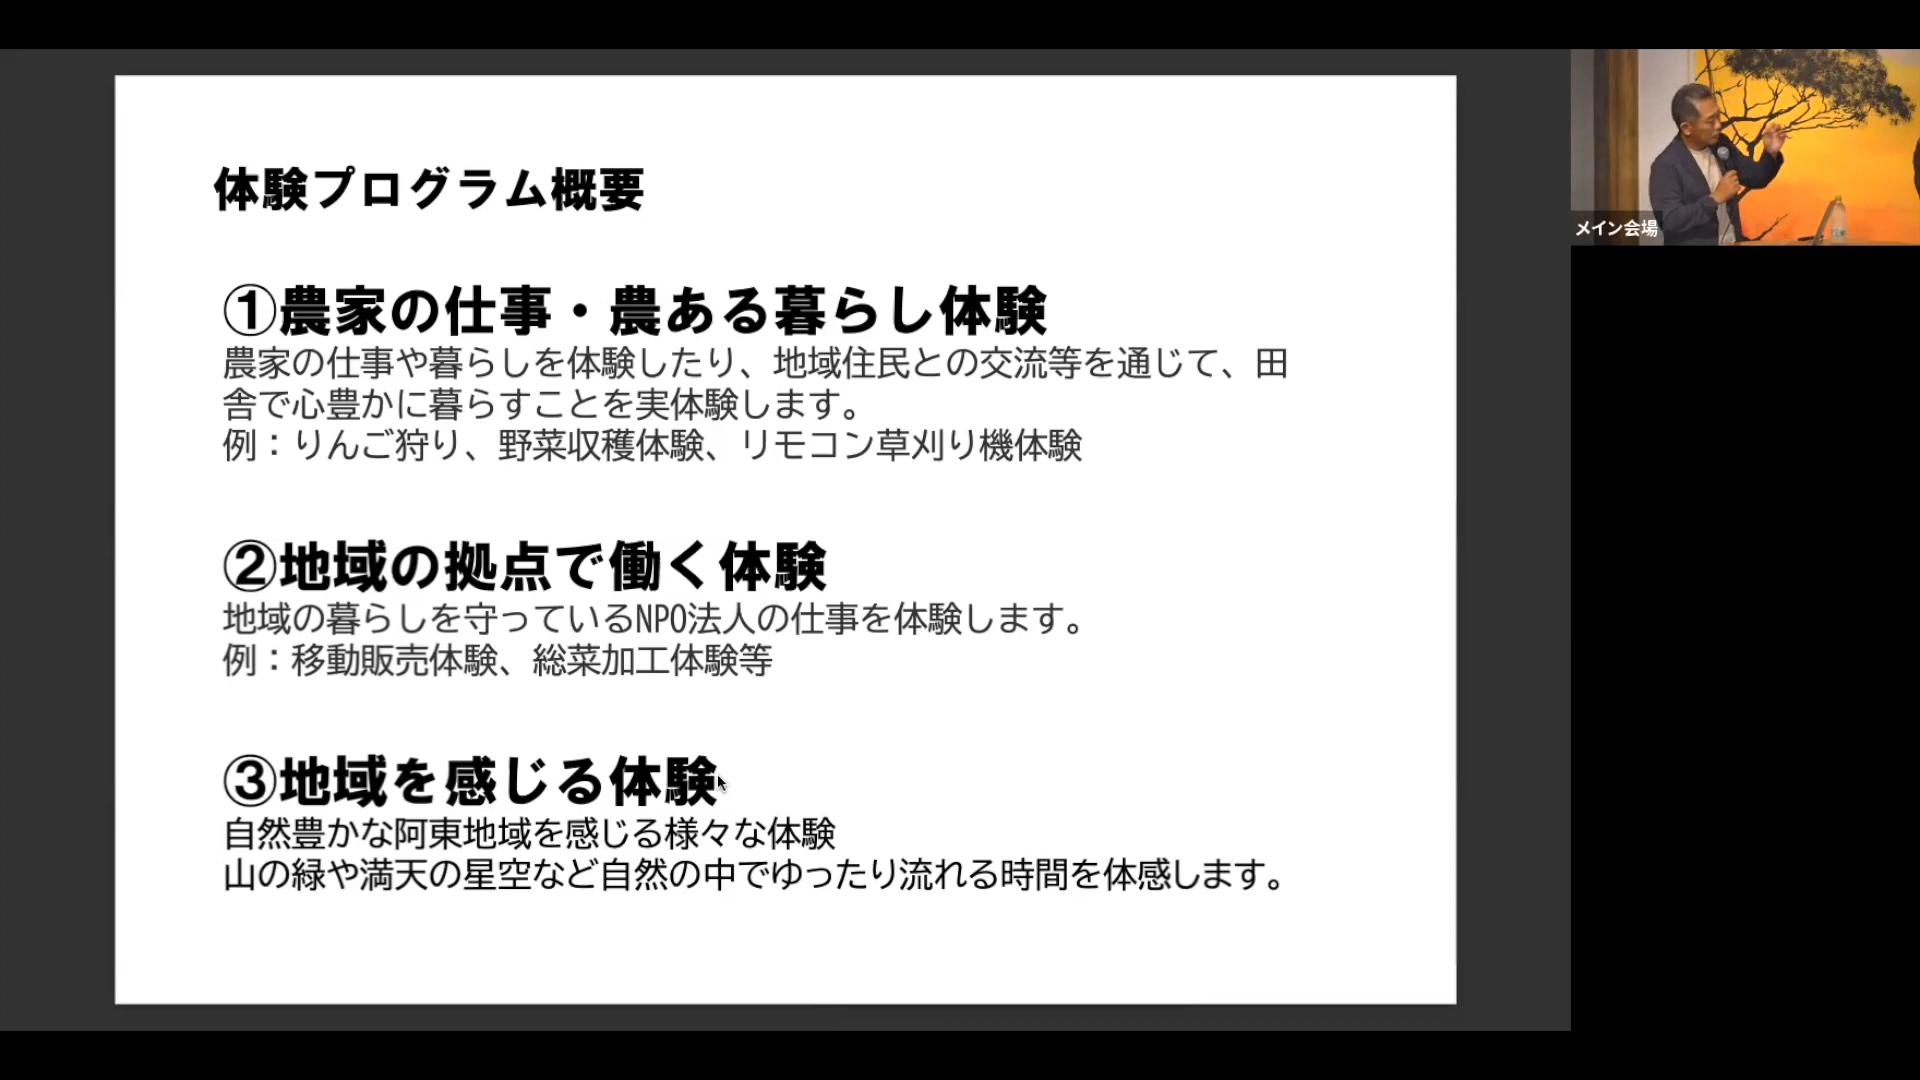 体験プログラム概要
①農家の仕事・農ある暮らし体験
農家の仕事や暮らしを体験したり、地域住民との交流等を通じて、田
舎で心豊かに暮らすことを実体験します。
例：りんご狩り、野菜収穫体験、リモコン草刈り機体験
②地域の拠点で働く体験
地域の暮らしを守っているNPO法人の仕事を体験します。
例：移動販売体験、総菜加工体験等
③地域を感じる体験
自然豊かな阿東地域を感じる様々な体験
山の緑や満天の星空など自然の中でゆったり流れる時間を体感します。
メイン会場